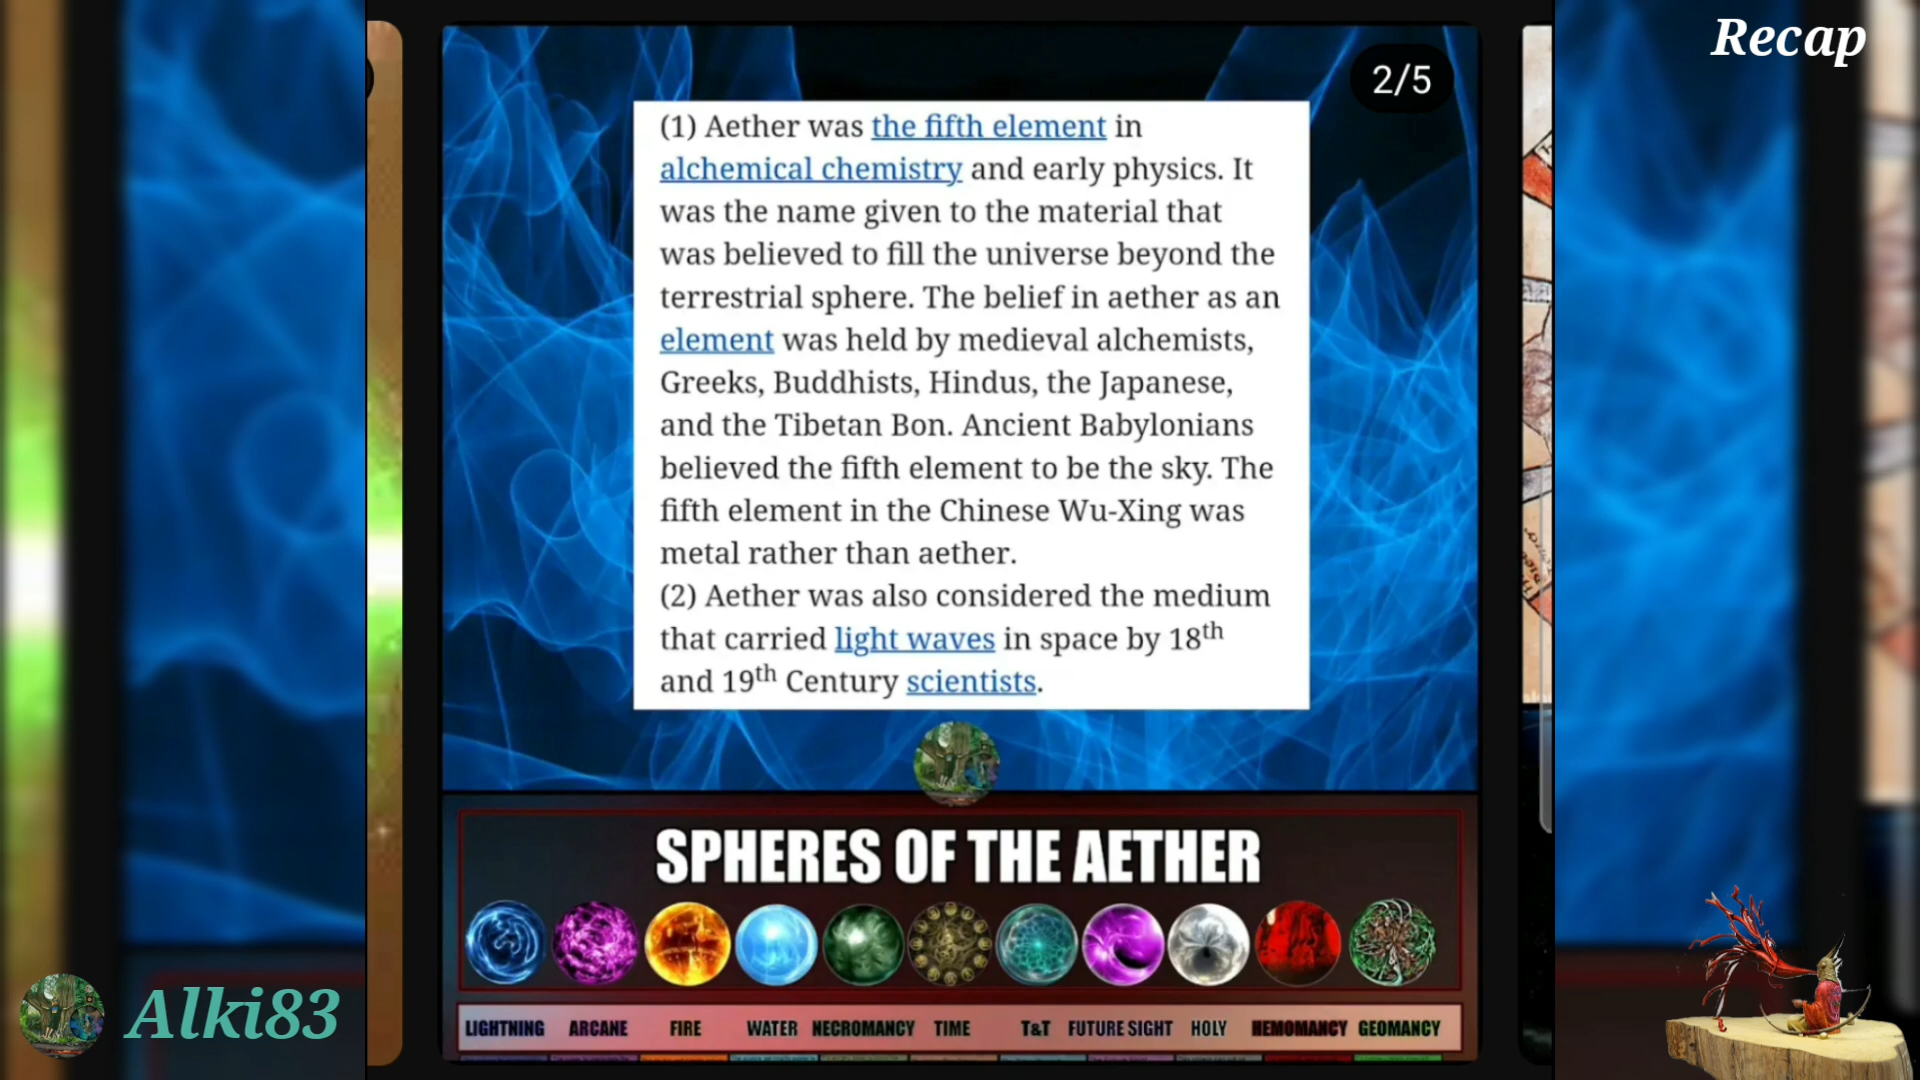 Recap
2/5
(1) Aether was the fifth element in
alchemical chemistry and early physics. It
was the name given to the material that
was believed to fill the universe beyond the
terrestrial sphere. The belief in aether as an
element was held by medieval alchemists,
Greeks, Buddhists, Hindus, the Japanese,
and the Tibetan Bon. Ancient Babylonians
believed the fifth element to be the sky. The
fifth element in the Chinese Wu-Xing was
metal rather than aether.
(2) Aether was also considered the medium
that carried light waves in space by 18th
and 19th Century scientists.
SPHERES OF THE AETHER
LIGHTNING ARCANE FIRE WATER NECROMANCY TIME T&T FUTURE SIGHT HOLY HEMOMANCY GEOMANCY
Alki83